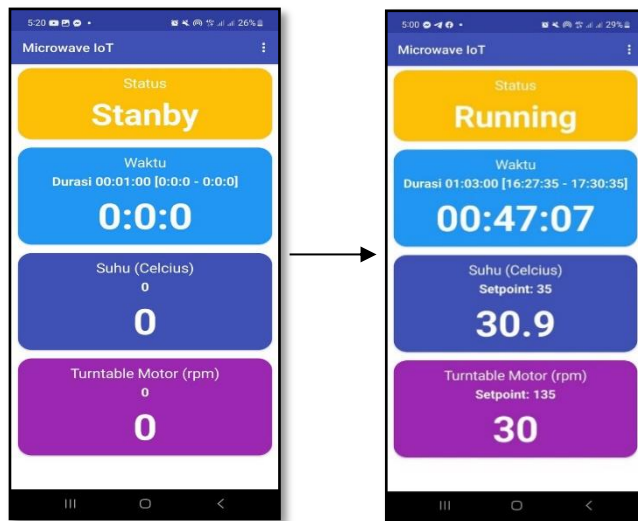 5:20
26%
Microwave IoT
Status
Stanby
Waktu
Durasi 00:01:00 [0:0:0 - 0:0:0]
0:0:0
Suhu (Celcius)
0
0
Turntable Motor (rpm)
0
0
5:00
29%
Microwave IoT
Status
Running
Waktu
Durasi 01:03:00 [16:27:35 - 17:30:35]
00:47:07
Suhu (Celcius)
Setpoint: 35
30.9
Turntable Motor (rpm)
Setpoint: 135
30